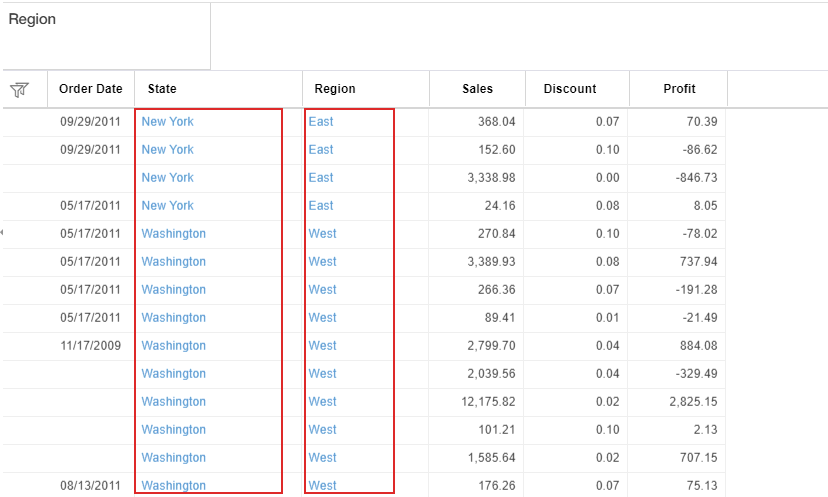 Region
Order Date State Region Sales Discount Profit
09/29/2011 New York East 368.04 0.07 70.39
09/29/2011 New York East 152.60 0.10 -86.62
New York East 3,338.98 0.00 -846.73
05/17/2011 New York East 24.16 0.08 8.05
05/17/2011 Washington West 270.84 0.10 -78.02
05/17/2011 Washington West 3,389.93 0.08 737.94
05/17/2011 Washington West 266.36 0.07 -191.28
05/17/2011 Washington West 89.41 0.01 -21.49
11/17/2009 Washington West 2,799.70 0.04 884.08
Washington West 2,039.56 0.04 -329.49
Washington West 12,175.82 0.02 2,825.15
Washington West 101.21 0.10 2.13
Washington West 1,585.64 0.02 707.15
08/13/2011 Washington West 176.26 0.07 75.13